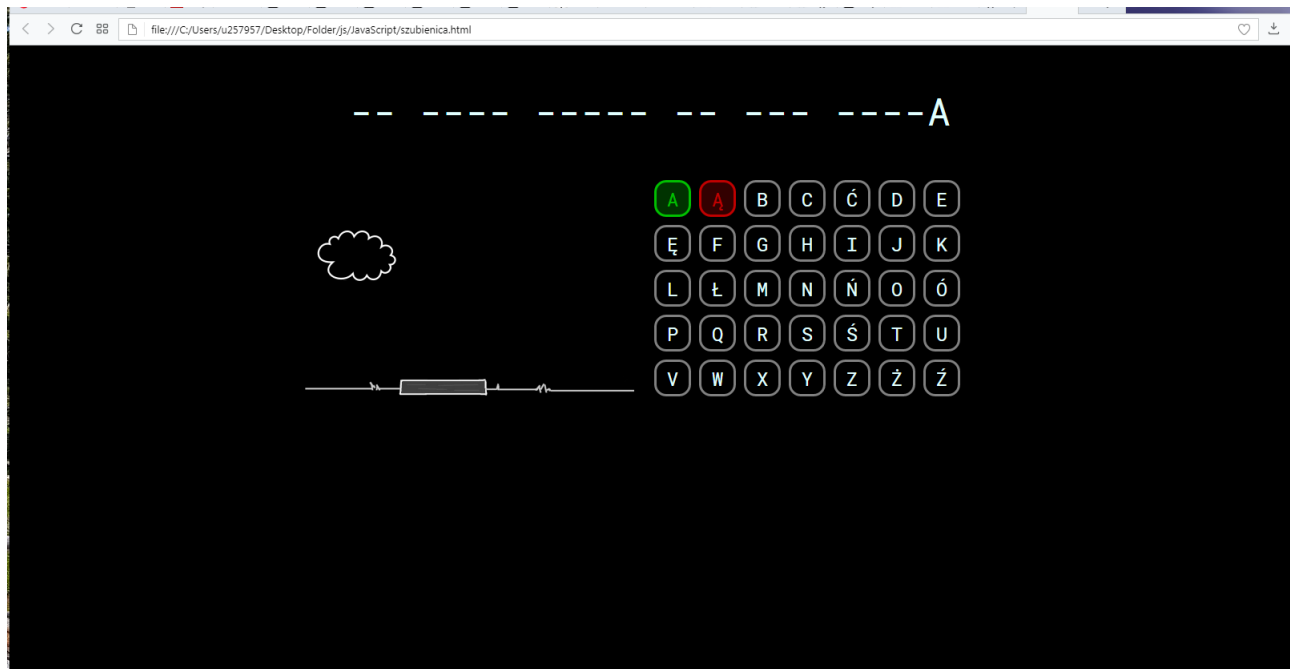 file:///C:/Users/u257957/Desktop/Folder/js/JavaScript/szubienica.html
-- ---- ----- -- --- ----A
A Ą B C Ć D E
Ę F G H I J K
L Ł M N Ń O Ó
P Q R S Ś T U
V W X Y Z Ż Ź